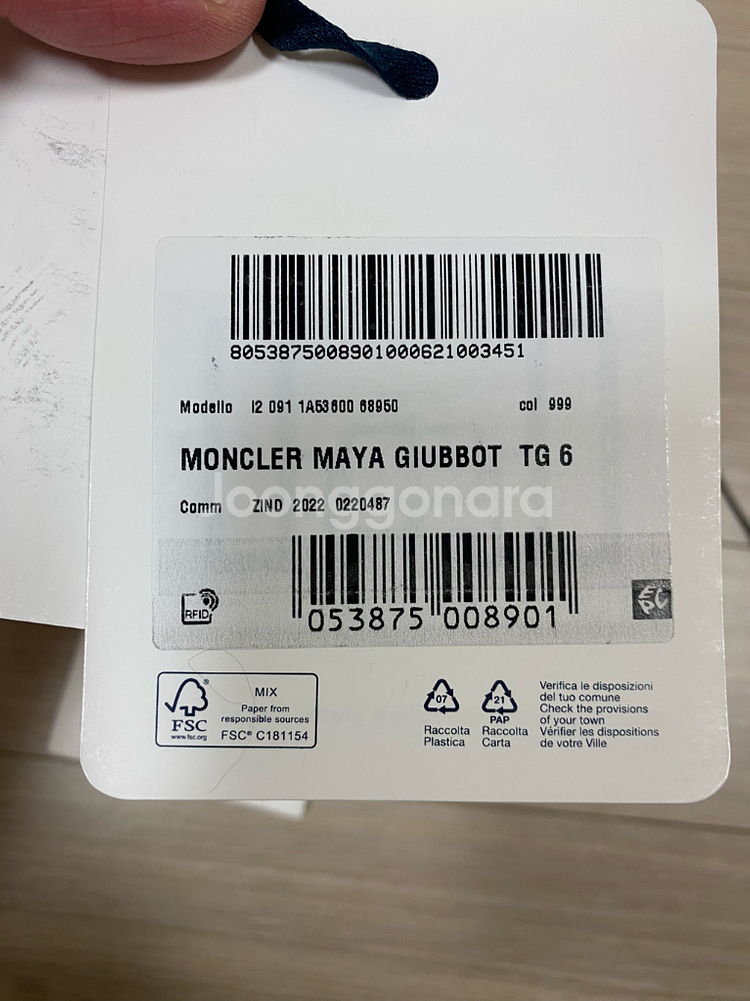 8053875008901000621003451
Modello I2 091 1A53600 68950 col 999
MONCLER MAYA GIUBBOT TG 6
joonggonara
Comm ZIND 2022 0220487
RFID
053875 008901
EPC
FSC®
www.fsc.org
MIX
Paper from
responsible sources
FSC® C181154
07
Raccolta
Plastica
21
PAP
Raccolta
Carta
Verifica le disposizioni
del tuo comune
Check the provisions
of your town
Vérifier les dispositions
de votre Ville